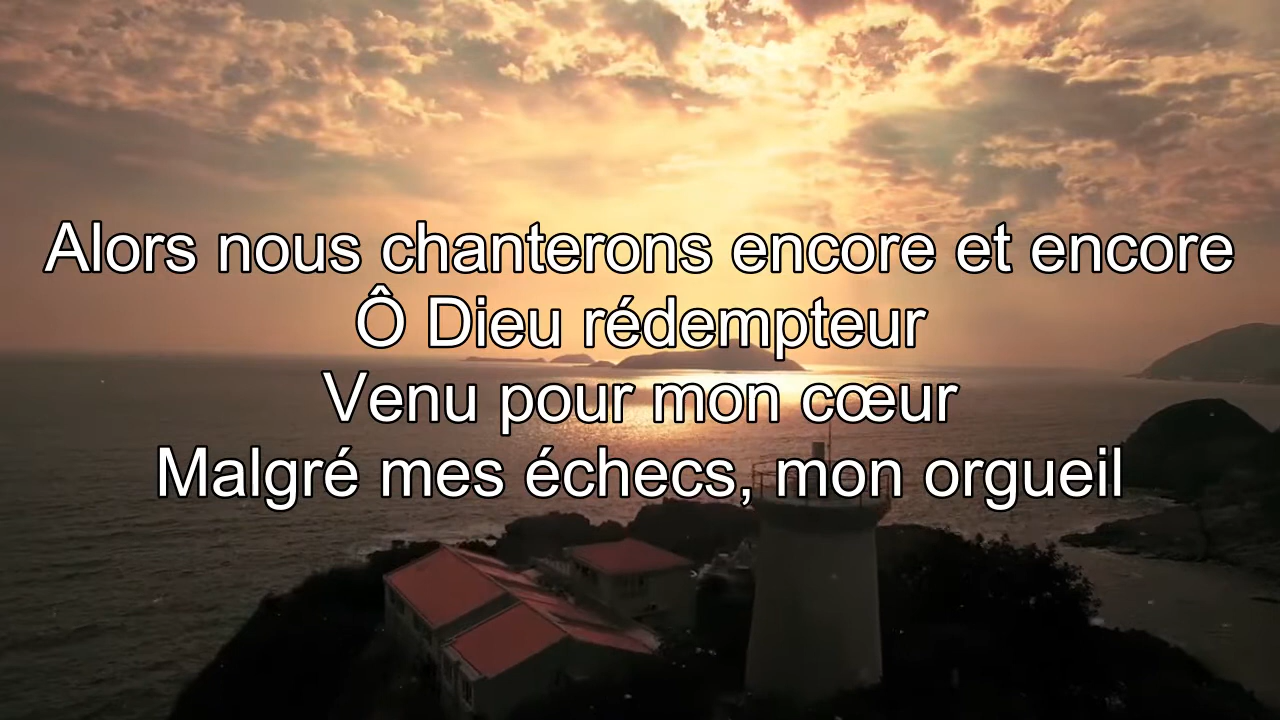 Alors nous chanterons encore et encore
Ô Dieu rédempteur
Venu pour mon cœur
Malgré mes échecs, mon orgueil